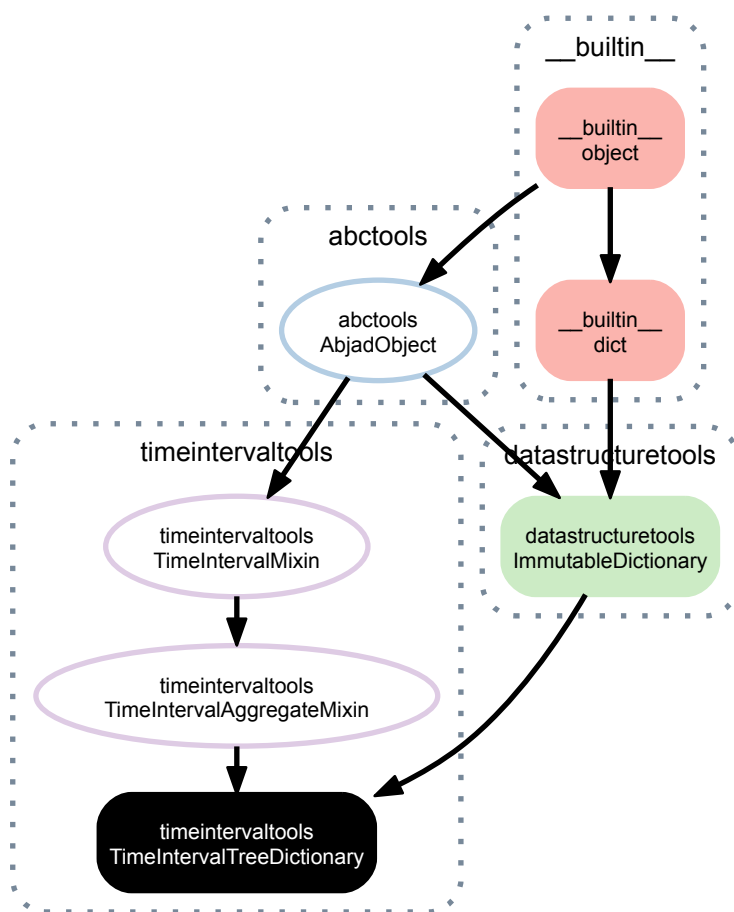 __builtin__
__builtin__
object
abctools
abctools
AbjadObject
__builtin__
dict
timeintervaltools
datastructuretools
timeintervaltools
TimeIntervalMixin
datastructuretools
ImmutableDictionary
timeintervaltools
TimeIntervalAggregateMixin
timeintervaltools
TimeIntervalTreeDictionary